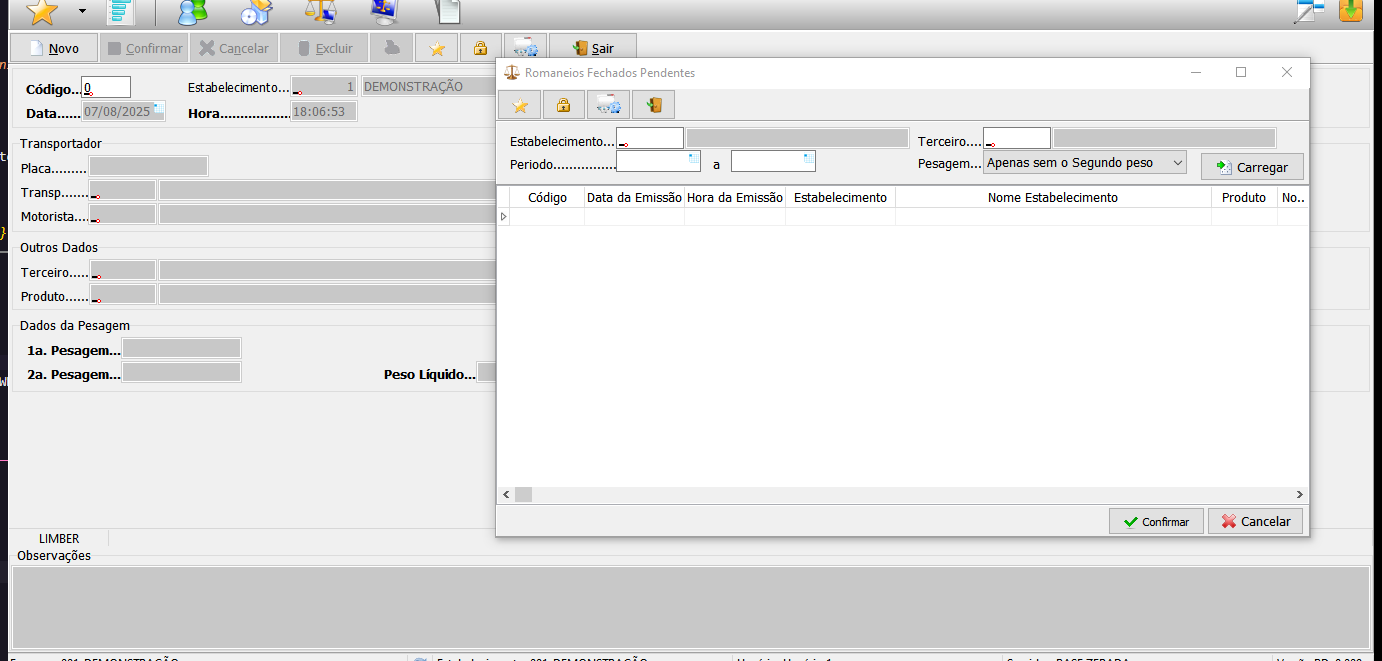 Novo Confirmar Cancelar Excluir Sair
Código... 0 Estabelecimento... 1 DEMONSTRAÇÃO
Data...... 07/08/2025 Hora................. 18:06:53
Transportador
Placa.........
Transp......
Motorista....
Outros Dados
Terceiro.....
Produto......
Dados da Pesagem
1a. Pesagem...
2a. Pesagem... Peso Líquido...
LIMBER
Observações
Romaneios Fechados Pendentes
Estabelecimento... Terceiro....
Periodo................ a Pesagem... Apenas sem o Segundo peso Carregar
Código Data da Emissão Hora da Emissão Estabelecimento Nome Estabelecimento Produto No..
Confirmar Cancelar